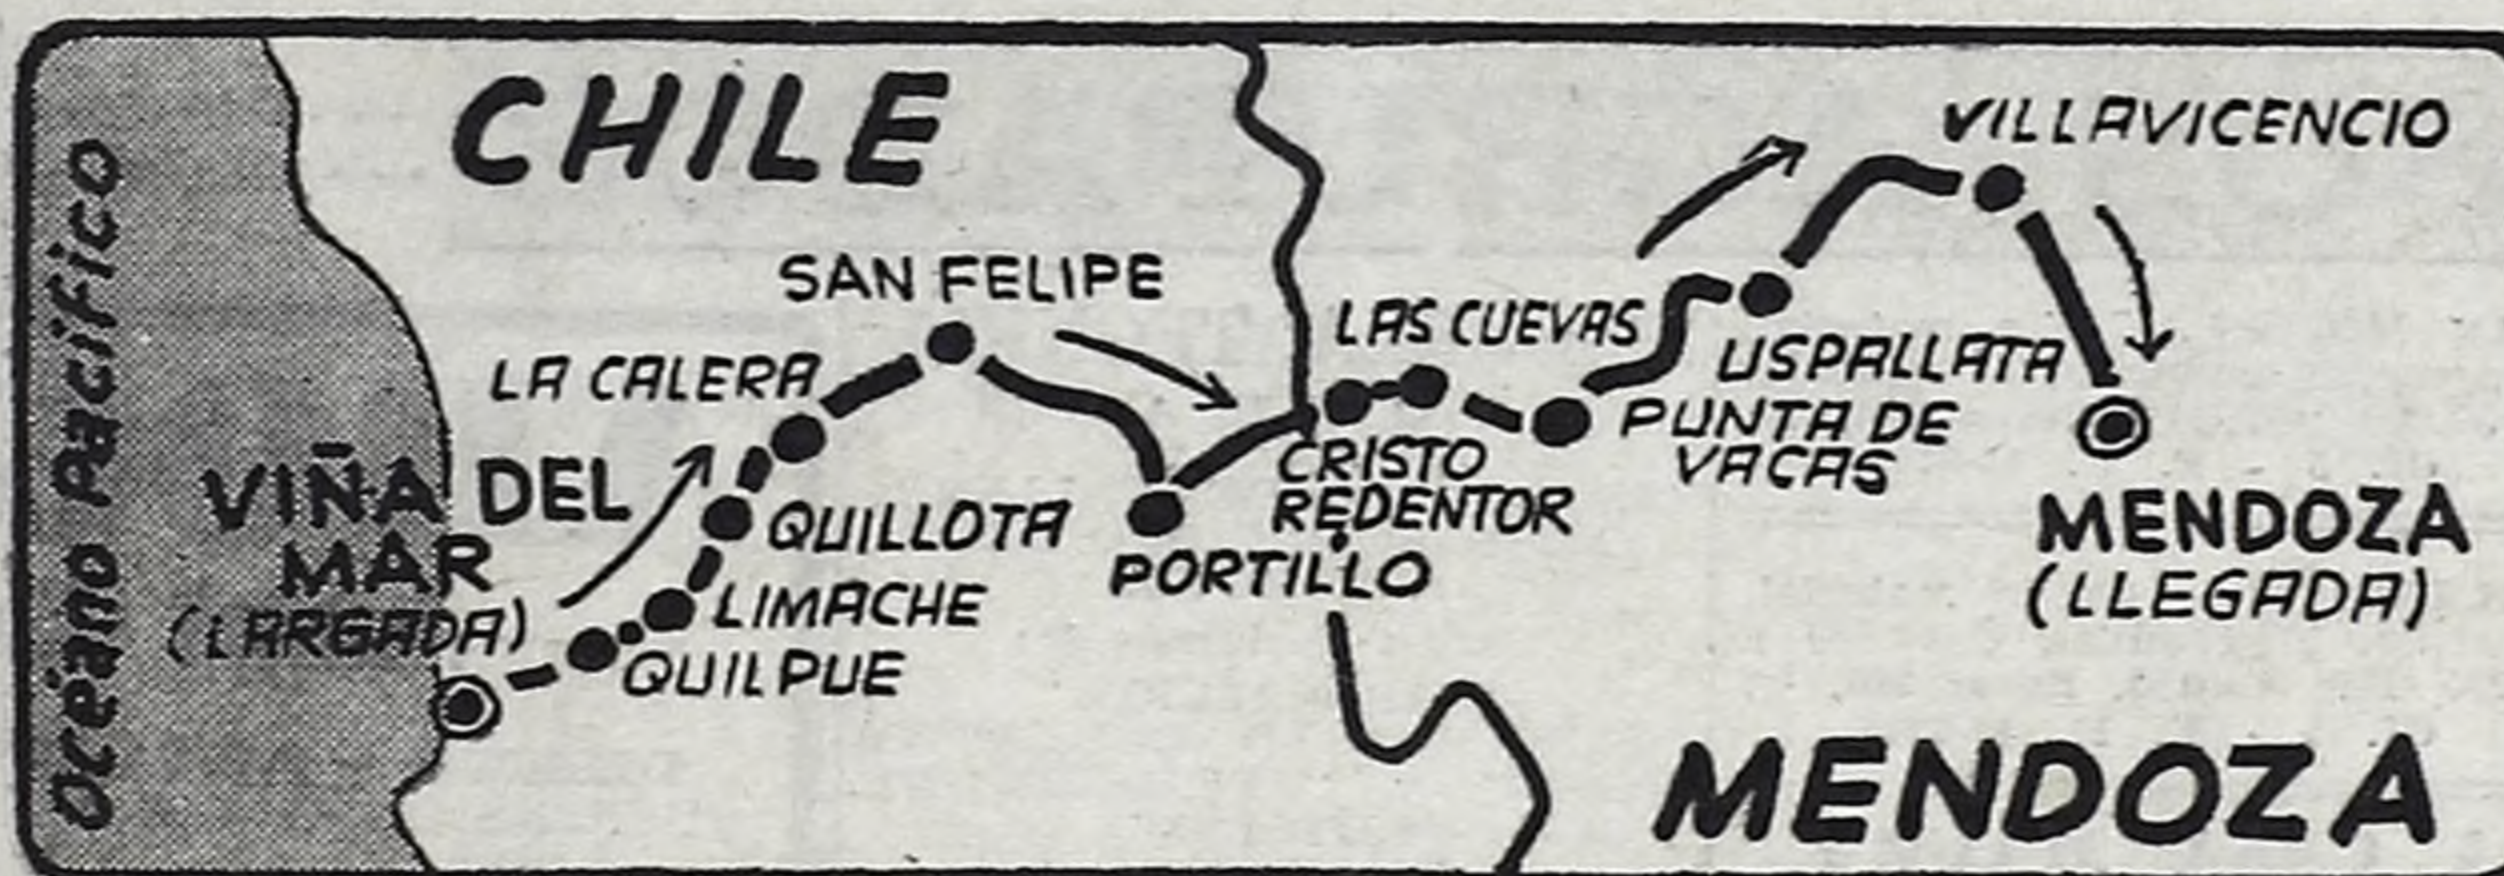 Océano Pacífico
CHILE
VILLAVICENCIO
SAN FELIPE
LAS CUEVAS
LA CALERA
USPALLATA
PUNTA DE
VACAS
VIÑA DEL
MAR
(LARGADA)
CRISTO
REDENTOR
QUILLOTA
PORTILLO
MENDOZA
(LLEGADA)
LIMACHE
QUILPUE
MENDOZA